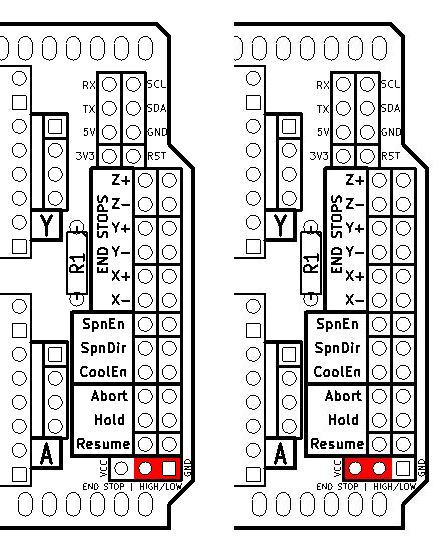 RX SCL
TX SDA
5V GND
3V3 RST
Z+
Z-
Y+
Y-
X+
X-
END STOPS
Y
R1
SpnEn
SpnDir
CoolEn
Abort
Hold
Resume
A
VCC GND
END STOP | HIGH/LOW
RX SCL
TX SDA
5V GND
3V3 RST
Z+
Z-
Y+
Y-
X+
X-
END STOPS
Y
R1
SpnEn
SpnDir
CoolEn
Abort
Hold
Resume
A
VCC GND
END STOP | HIGH/LOW